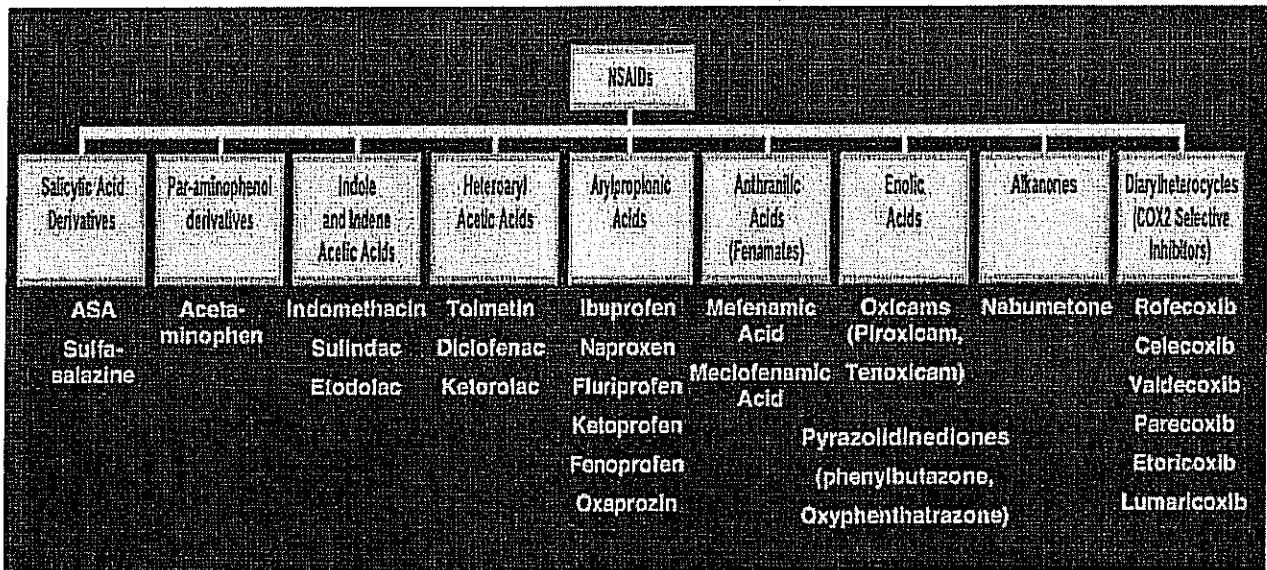 NSAIDs
Salicylic Acid
Derivatives
Par-aminophenol
derivatives
Indole
and Indene
Acelic Acids
Heteroaryl
Acetic Acids
Arylpropionic
Acids
Anthranilic
Acids
(Fenamates)
Enolic
Acids
Alkanones
Diarylheterocycles
(COX2 Selective
Inhibitors)
ASA
Sulfa-
salazine
Aceta-
minophen
Indomethacin
Sulindac
Etodolac
Tolmetin
Diclofenac
Ketorolac
Ibuprofen
Naproxen
Fluriprofen
Ketoprofen
Fenoprofen
Oxaprozin
Mefenamic
Acid
Meclofenamic
Acid
Oxicams
(Piroxicam,
Tenoxicam)
Pyrazolidinediones
(phenylbutazone,
Oxyphenthatrazone)
Nabumetone
Rofecoxib
Celecoxib
Valdecoxib
Parecoxib
Etoricoxib
Lumaricoxib